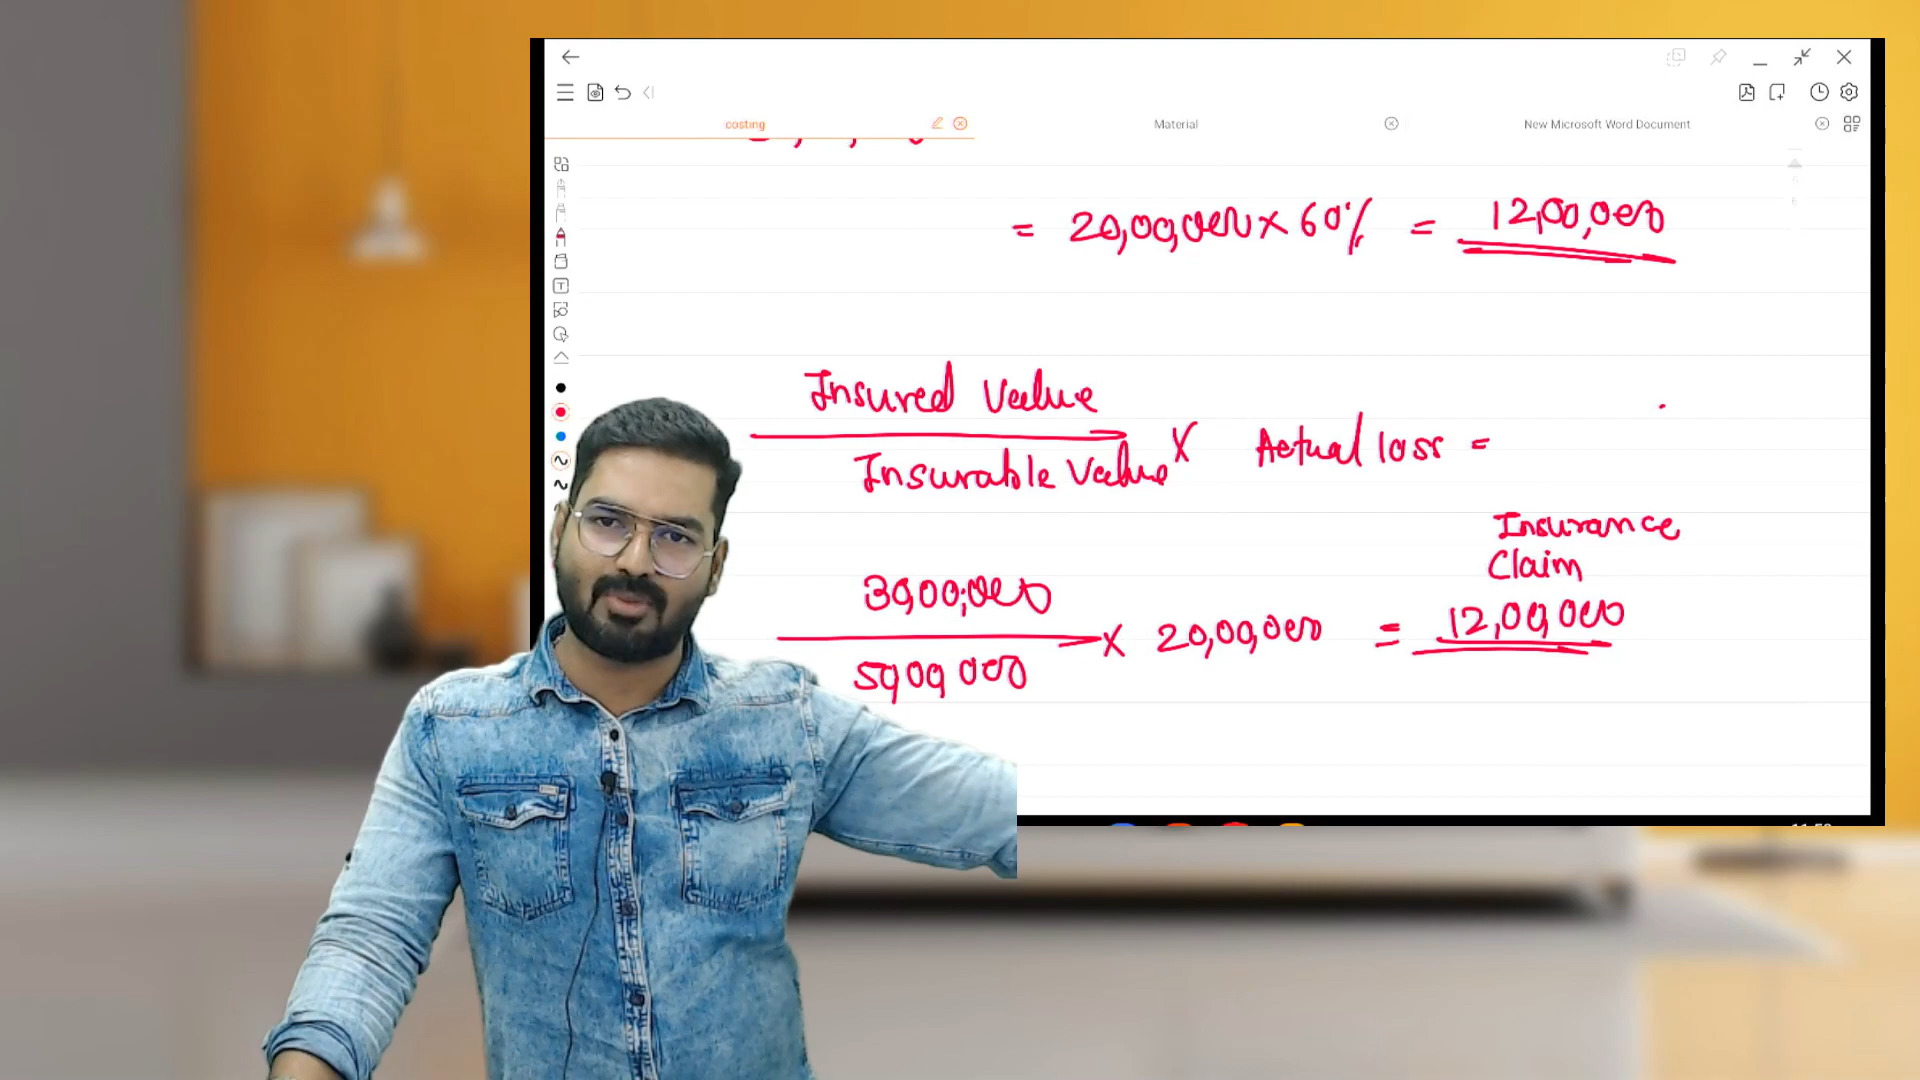 costing Material New Microsoft Word Document
= 20,00,000 x 60% = 12,00,000
Insured Value
Insurable Value x Actual loss =
Insurance
Claim
30,00,000
50,00,000 x 20,00,000 = 12,00,000